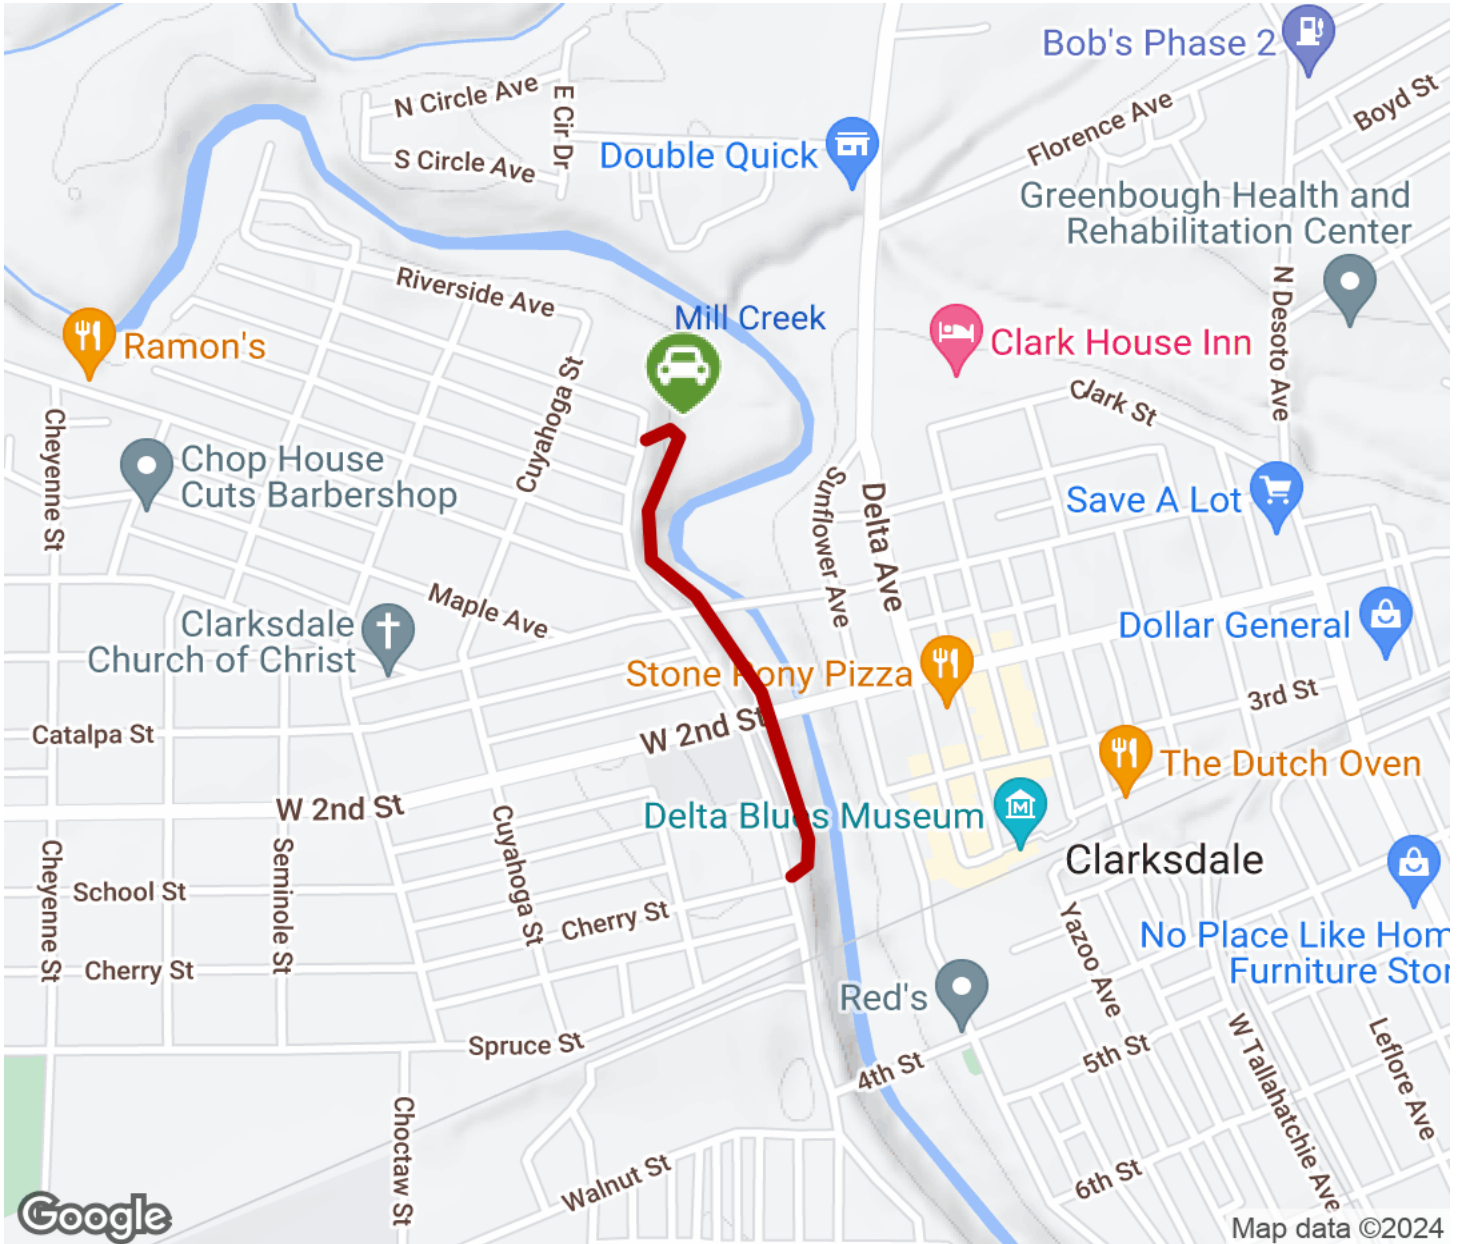 Bob's Phase 2
Boyd St
N Circle Ave
E Cir Dr
S Circle Ave
Double Quick
Florence Ave
Greenbough Health and
Rehabilitation Center
N Desoto Ave
Riverside Ave
Mill Creek
Ramon's
Clark House Inn
Clark St
Cuyahoga St
Cheyenne St
Chop House
Cuts Barbershop
Save A Lot
Sunflower Ave
Delta Ave
Maple Ave
Clarksdale
Church of Christ
Dollar General
Stone Pony Pizza
3rd St
Catalpa St
W 2nd St
The Dutch Oven
W 2nd St
Delta Blues Museum
Clarksdale
Cuyahoga St
Cheyenne St
School St
Seminole St
Cherry St
Cherry St
No Place Like Hom
Furniture Stor
Yazoo Ave
Red's
Spruce St
4th St
5th St
W Tallahatchie Ave
Leflore Ave
Choctaw St
Walnut St
6th St
Google
Map data ©2024